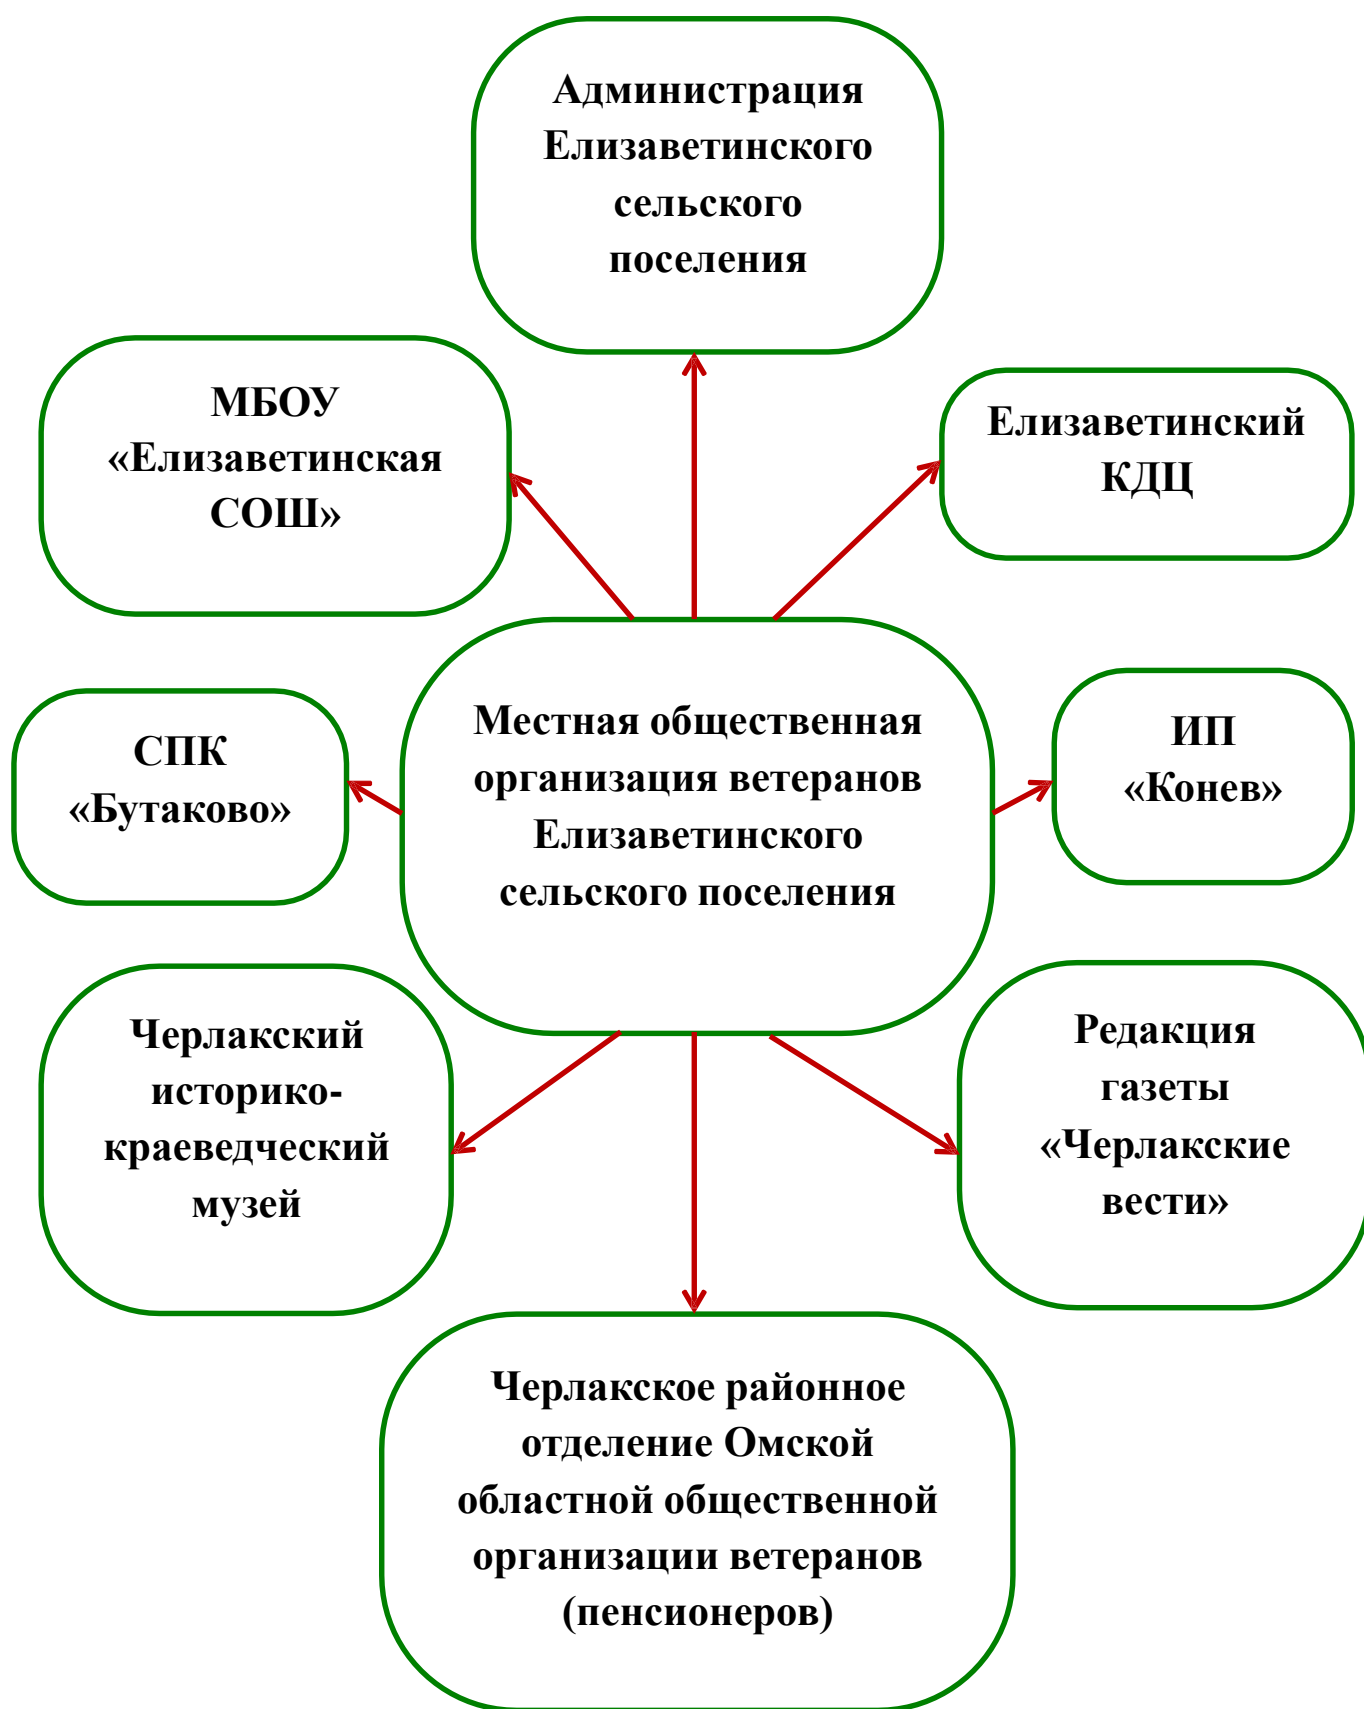 Администрация
Елизаветинского
сельского
поселения
МБОУ
«Елизаветинская
СОШ»
Елизаветинский
КДЦ
Местная общественная
организация ветеранов
Елизаветинского
сельского поселения
СПК
«Бутаково»
ИП
«Конев»
Черлакский
историко-
краеведческий
музей
Редакция
газеты
«Черлакские
вести»
Черлакское районное
отделение Омской
областной общественной
организации ветеранов
(пенсионеров)